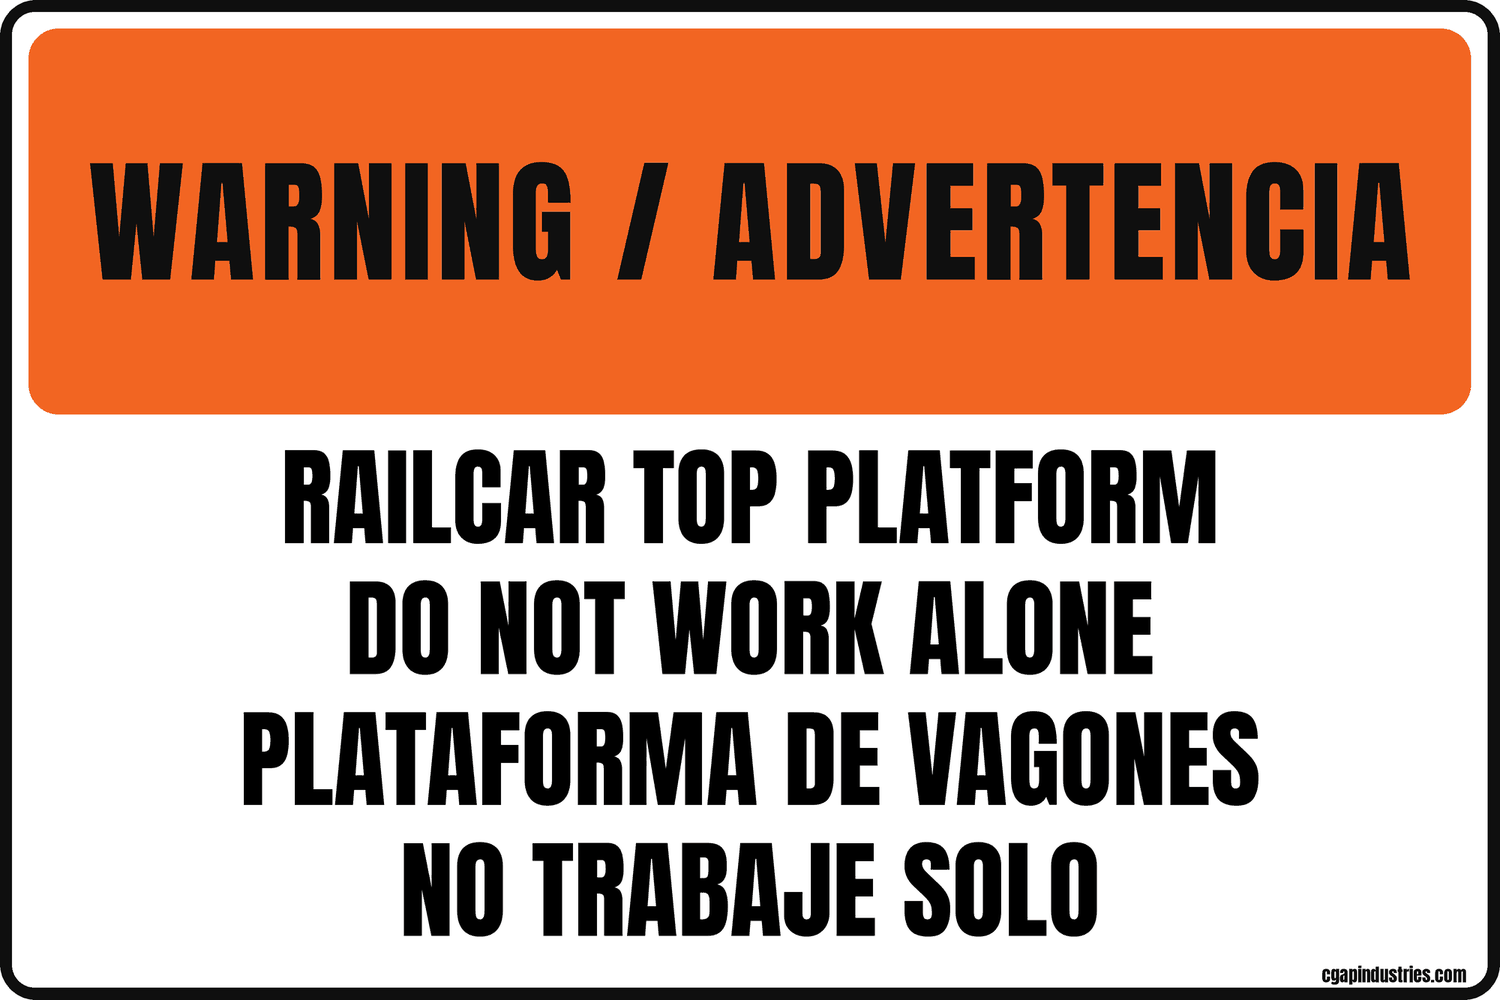 WARNING / ADVERTENCIA
RAILCAR TOP PLATFORM
DO NOT WORK ALONE
PLATAFORMA DE VAGONES
NO TRABAJE SOLO
cgapindustries.com